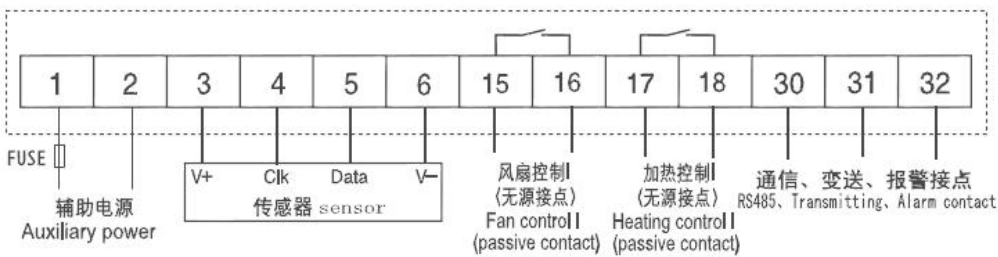 1 2 3 4 5 6 15 16 17 18 30 31 32
FUSE
V+ Clk Data V-
传感器 sensor
辅助电源
Auxiliary power
风扇控制I
(无源接点)
Fan control I
(passive contact)
加热控制I
(无源接点)
Heating control I
(passive contact)
通信、变送、报警接点
RS485、Transmitting、Alarm contact